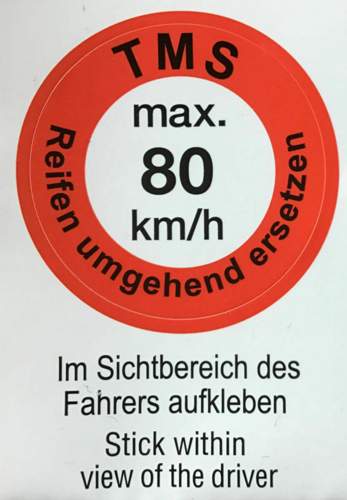 TMS
max.
80
km/h
Reifen umgehend ersetzen
Im Sichtbereich des
Fahrers aufkleben
Stick within
view of the driver